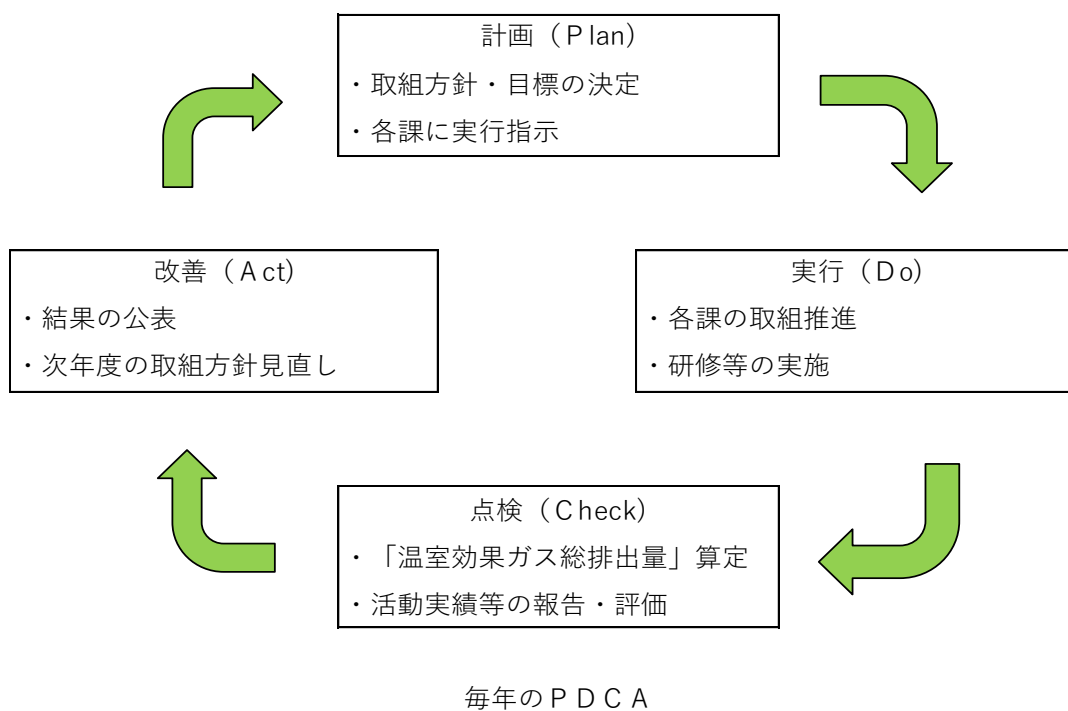 計画（Plan)
・取組方針・目標の決定
・各課に実行指示
改善（Act)
・結果の公表
・次年度の取組方針見直し
実行（Do)
・各課の取組推進
・研修等の実施
点検（Check)
・「温室効果ガス総排出量」算定
・活動実績等の報告・評価
毎年のＰＤＣＡ